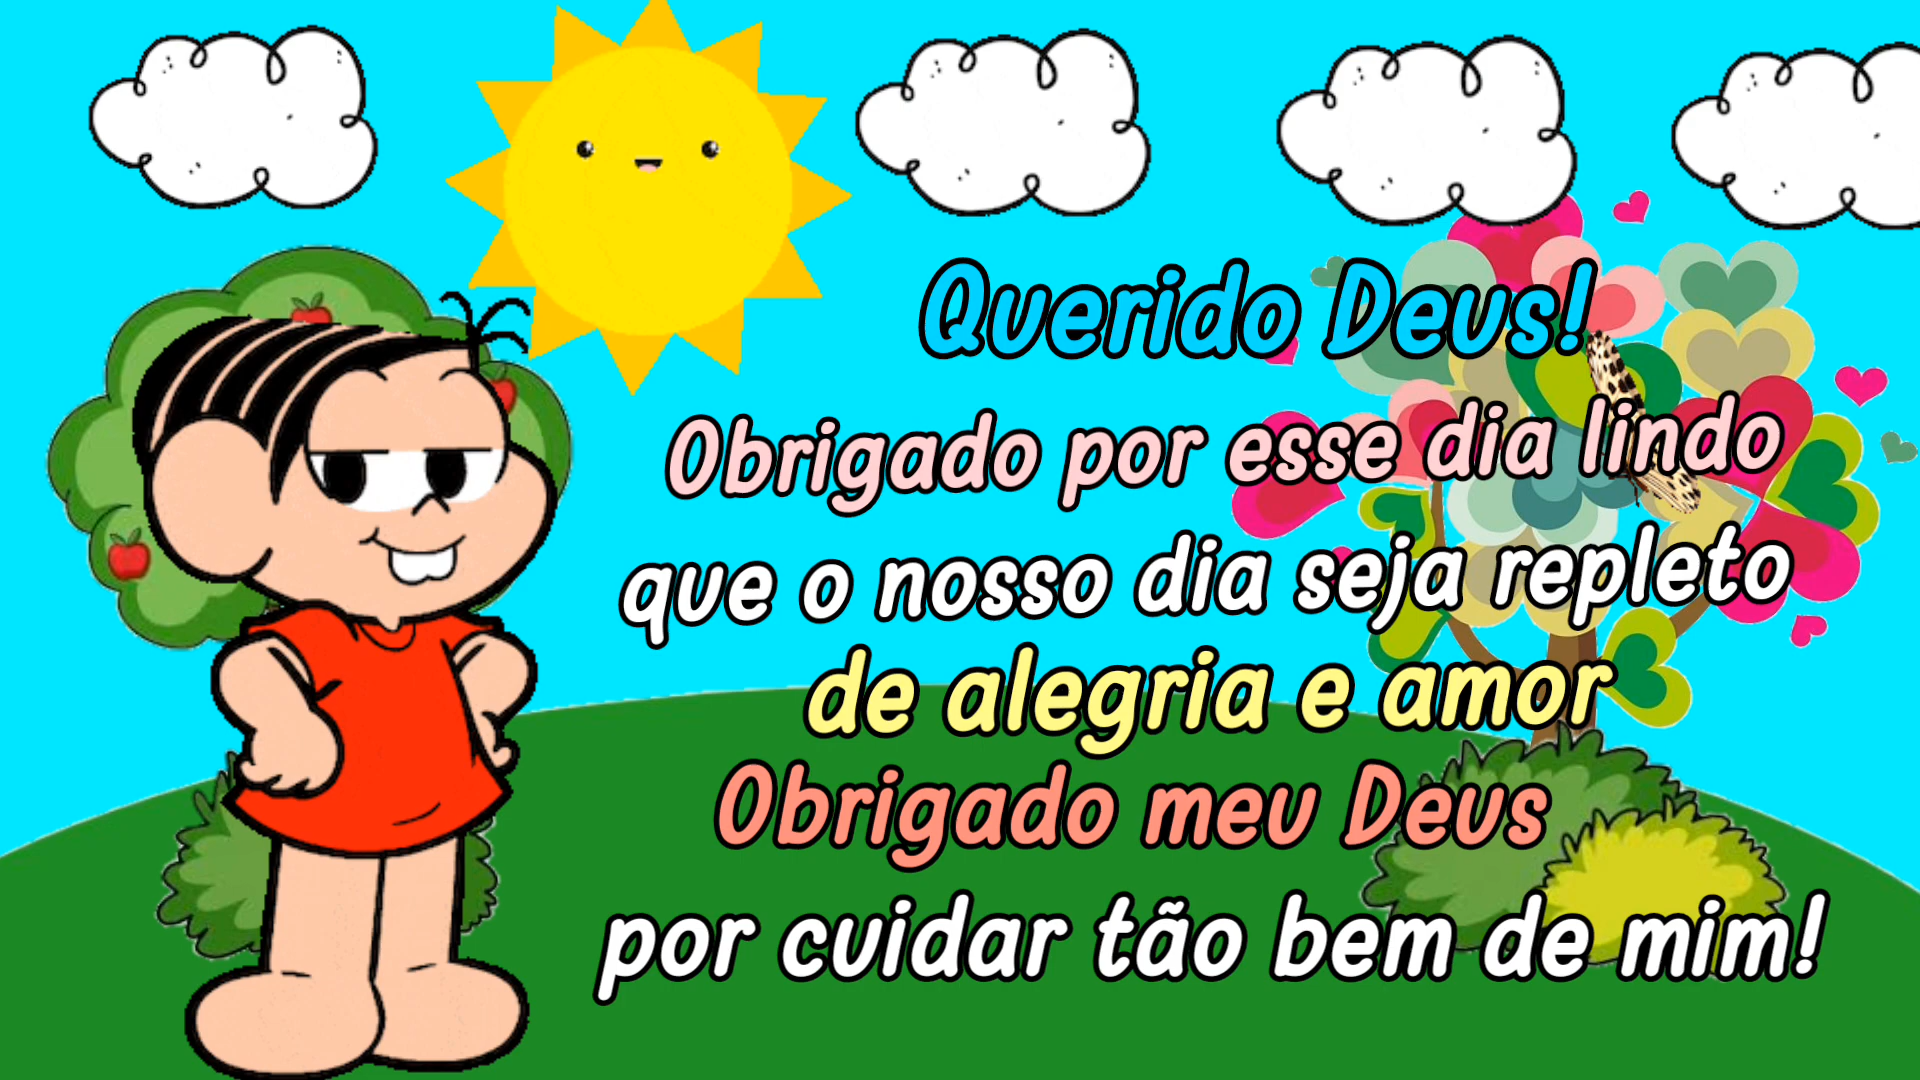 Querido Deus!
Obrigado por esse dia lindo
que o nosso dia seja repleto
de alegria e amor
Obrigado meu Deus
por cuidar tão bem de mim!